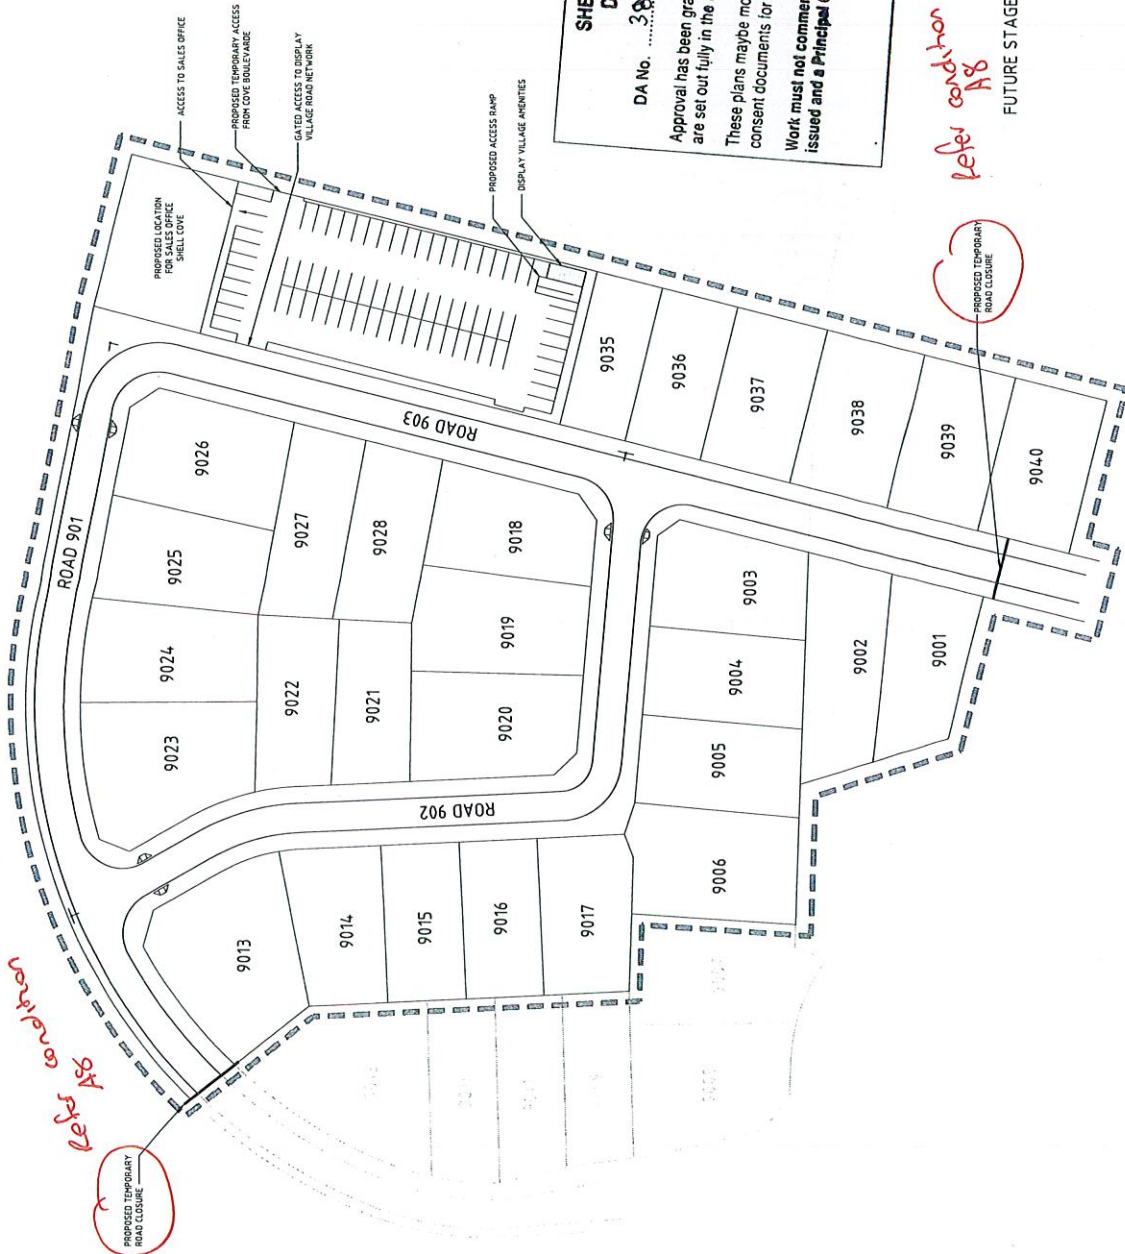 ACCESS TO SALES OFFICE
PROPOSED TEMPORARY ACCESS
FROM COVE BOULEVARDE
GATED ACCESS TO DISPLAY
VILLAGE ROAD NETWORK
PROPOSED ACCESS RAMP
DISPLAY VILLAGE AMENITIES
PROPOSED LOCATION
FOR SALES OFFICE
SHELL COVE
SHE
D
DA No.
Approval has been gra
are set out fully in the
These plans maybe mo
consent documents for
Work must not commen
issued and a Principal
Refer condition
A8
FUTURE STAGE
PROPOSED TEMPORARY
ROAD CLOSURE
ROAD 901
ROAD 903
ROAD 902
9026
9025
9024
9023
9027
9028
9022
9021
9018
9019
9020
9035
9036
9037
9038
9039
9040
9003
9004
9005
9006
9002
9001
9013
9014
9015
9016
9017
Refer condition
A8
PROPOSED TEMPORARY
ROAD CLOSURE